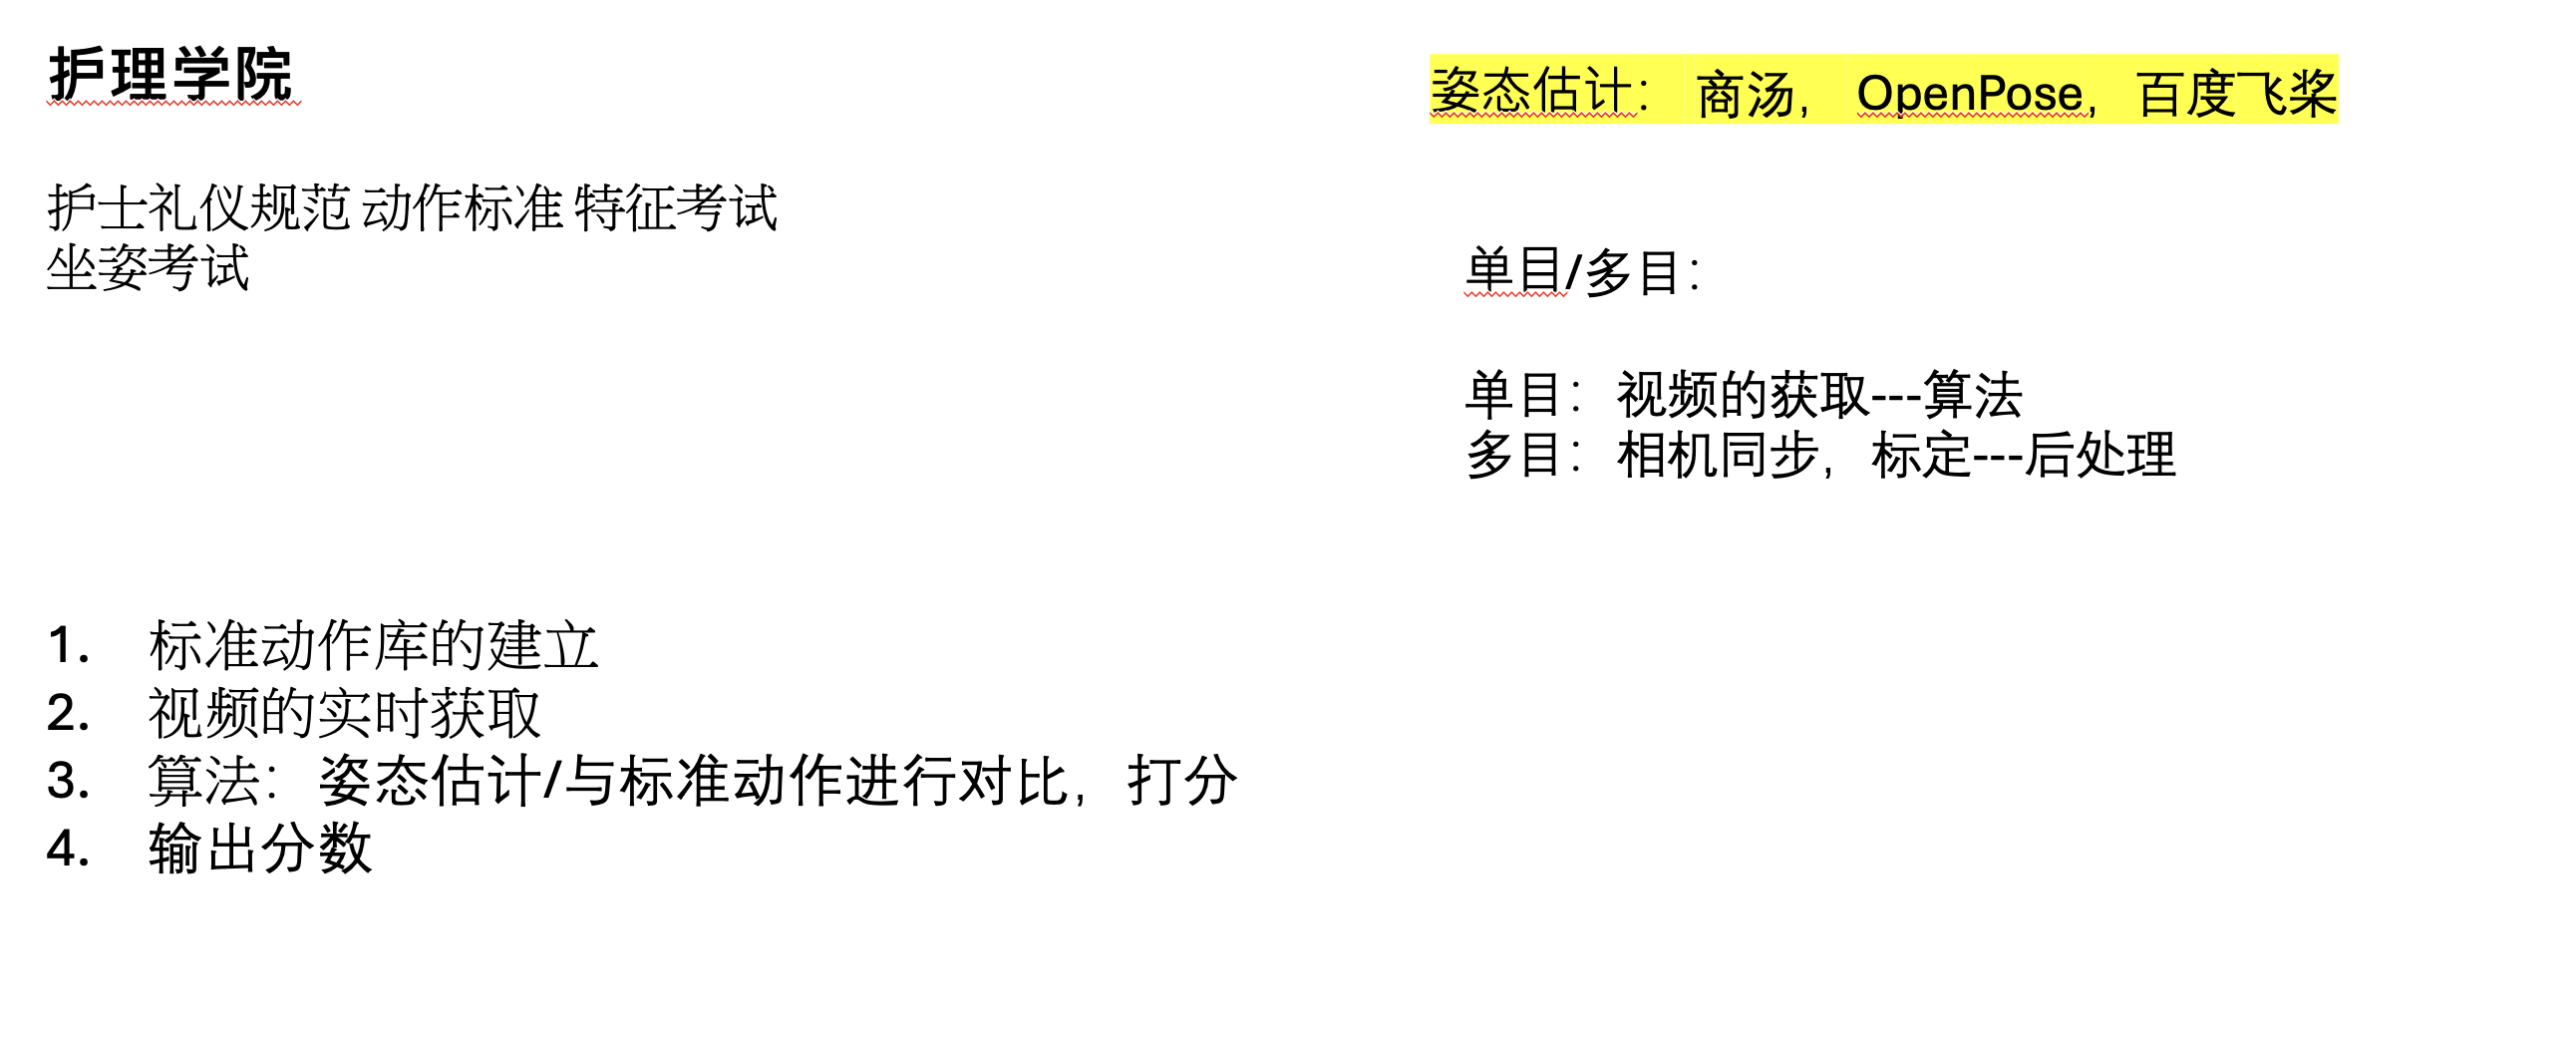 护理学院
护士礼仪规范 动作标准 特征考试
坐姿考试
1. 标准动作库的建立
2. 视频的实时获取
3. 算法：姿态估计/与标准动作进行对比，打分
4. 输出分数
姿态估计： 商汤， OpenPose，百度飞桨
单目/多目：
单目：视频的获取---算法
多目：相机同步，标定---后处理